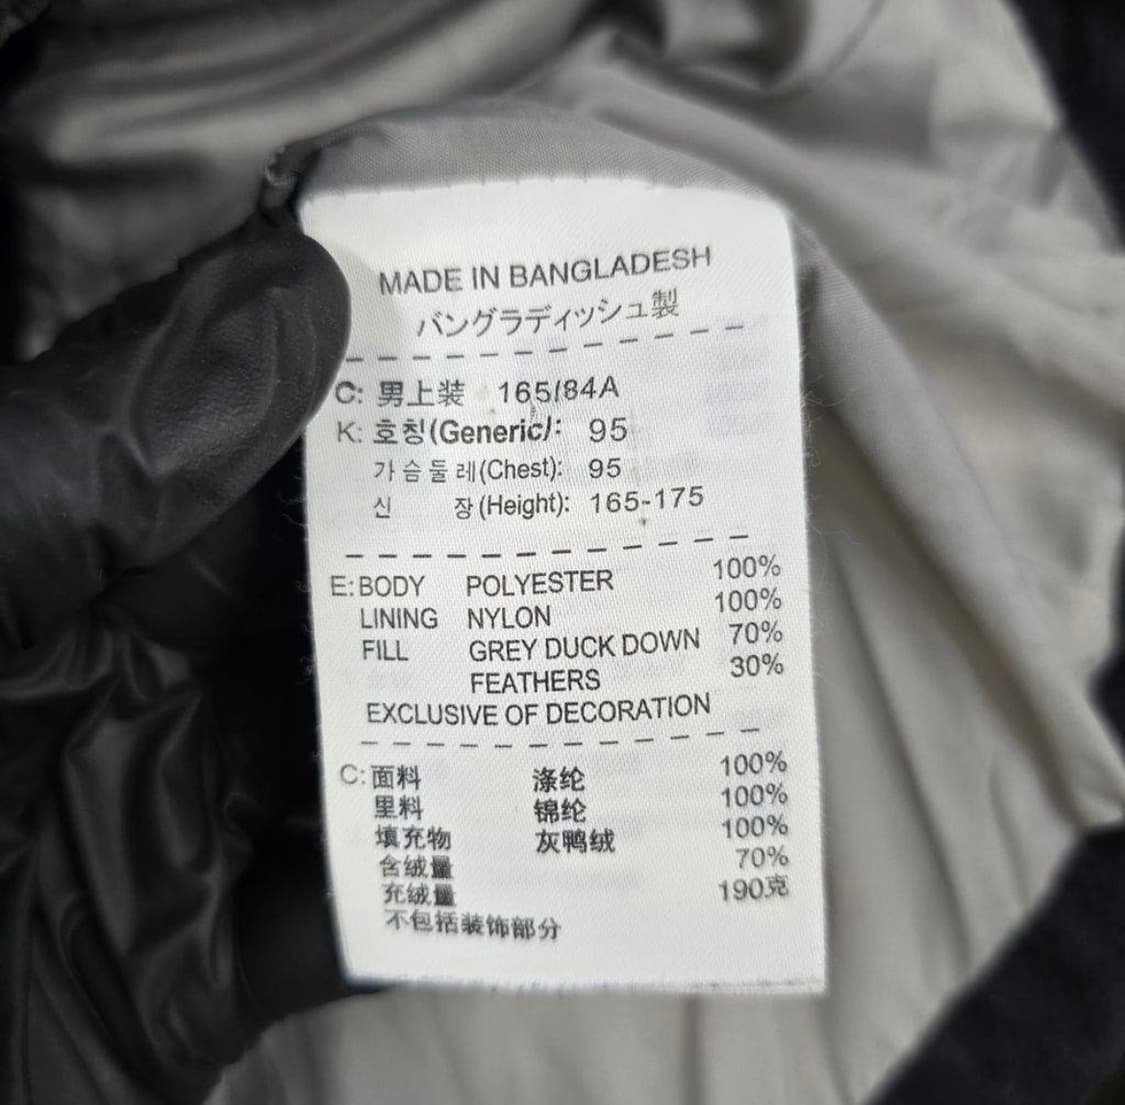 MADE IN BANGLADESH
バングラディッシュ製
C: 男上装 165/84A
K: 호칭(Generic): 95
가슴둘레(Chest): 95
신 장(Height): 165-175
E: BODY POLYESTER 100%
LINING NYLON 100%
FILL GREY DUCK DOWN 70%
FEATHERS 30%
EXCLUSIVE OF DECORATION
C: 面料 涤纶 100%
里料 锦纶 100%
填充物 灰鸭绒 100%
含绒量 70%
充绒量 190克
不包括装饰部分